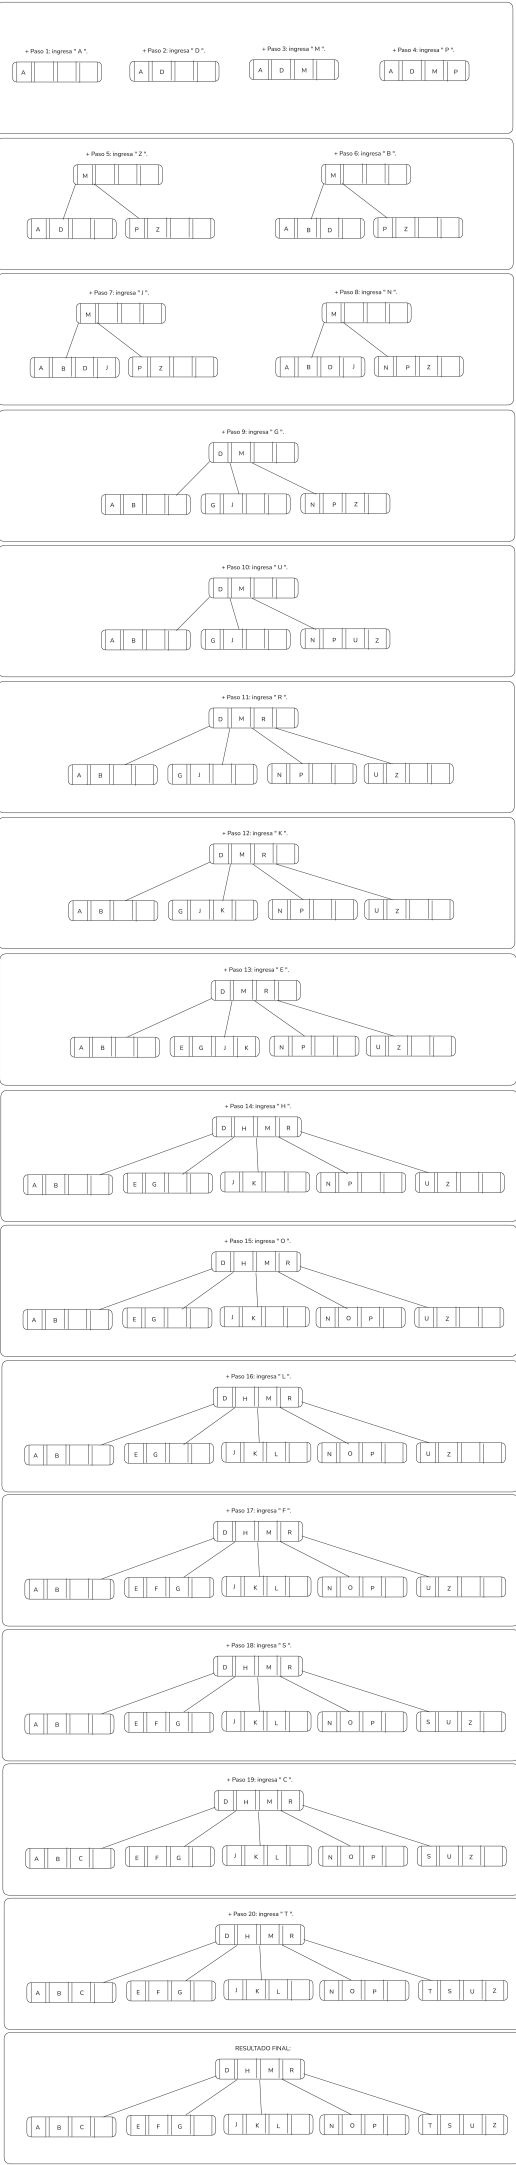 + Paso 1: ingresa " A ". + Paso 2: ingresa " D ". + Paso 3: ingresa " M ". + Paso 4: ingresa " P ".
A A D A D M A D M P
+ Paso 5: ingresa " Z ". + Paso 6: ingresa " B ".
M M
A D P Z A B D P Z
+ Paso 7: ingresa " J ". + Paso 8: ingresa " N ".
M M
A B D J P Z A B D J N P Z
+ Paso 9: ingresa " G ".
D M
A B G J N P Z
+ Paso 10: ingresa " U ".
D M
A B G J N P U Z
+ Paso 11: ingresa " R ".
D M R
A B G J N P U Z
+ Paso 12: ingresa " K ".
D M R
A B G J K N P U Z
+ Paso 13: ingresa " E ".
D M R
A B E G J K N P U Z
+ Paso 14: ingresa " H ".
D H M R
A B E G J K N P U Z
+ Paso 15: ingresa " O ".
D H M R
A B E G J K N O P U Z
+ Paso 16: ingresa " L ".
D H M R
A B E G J K L N O P U Z
+ Paso 17: ingresa " F ".
D H M R
A B E F G J K L N O P U Z
+ Paso 18: ingresa " S ".
D H M R
A B E F G J K L N O P S U Z
+ Paso 19: ingresa " C ".
D H M R
A B C E F G J K L N O P S U Z
+ Paso 20: ingresa " T ".
D H M R
A B C E F G J K L N O P T S U Z
RESULTADO FINAL:
D H M R
A B C E F G J K L N O P T S U Z